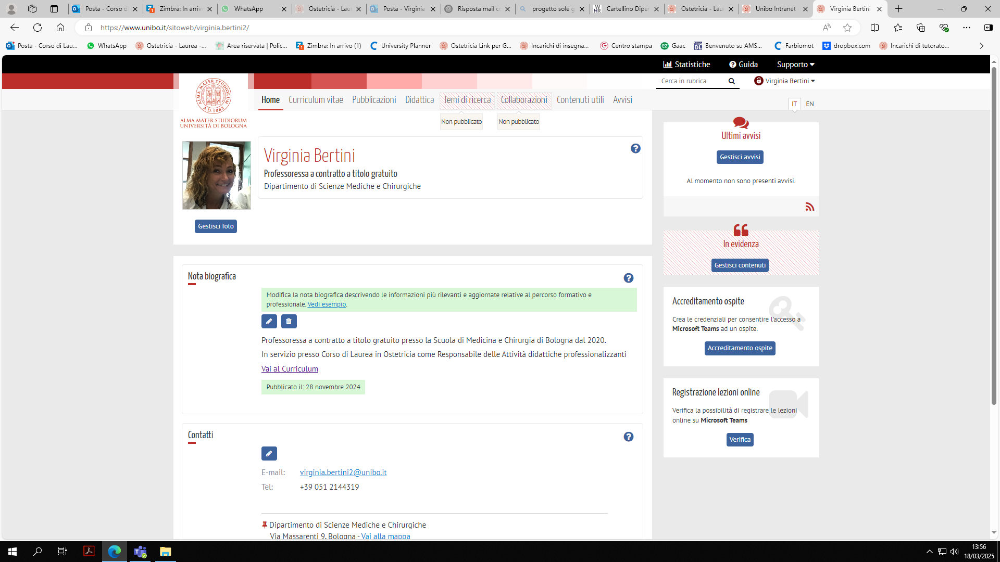 Posta - Corso d
Zimbra: In arriv
WhatsApp
Ostetricia - Lau
Posta - Virginia
Risposta mail co
progetto sole g
Cartellino Diper
Ostetricia - Lau
Unibo Intranet
Virginia Bertini
https://www.unibo.it/sitoweb/virginia.bertini2/
Posta - Corso di Lau...
WhatsApp
Ostetricia - Laurea -...
Area riservata | Polic...
Zimbra: In arrivo (1)
University Planner
Ostetricia Link per G...
Incarichi di insegna...
Centro stampa
Gaac
Benvenuto su AMS...
Farbiomot
dropbox.com
Incarichi di tutorato...
Statistiche
Guida
Supporto
Cerca in rubrica
Virginia Bertini
ALMA MATER STUDIORUM
A.D. 1088
ALMA MATER STUDIORUM
UNIVERSITÀ DI BOLOGNA
Home
Curriculum vitae
Pubblicazioni
Didattica
Temi di ricerca
Collaborazioni
Contenuti utili
Avvisi
IT
EN
Non pubblicato
Non pubblicato
Virginia Bertini
Professoressa a contratto a titolo gratuito
Dipartimento di Scienze Mediche e Chirurgiche
Gestisci foto
Nota biografica
Modifica la nota biografica descrivendo le informazioni più rilevanti e aggiornate relative al percorso formativo e
professionale. Vedi esempio.
Professoressa a contratto a titolo gratuito presso la Scuola di Medicina e Chirurgia di Bologna dal 2020.
In servizio presso Corso di Laurea in Ostetricia come Responsabile delle Attività didattiche professionalizzanti
Vai al Curriculum
Pubblicato il: 28 novembre 2024
Contatti
E-mail: virginia.bertini2@unibo.it
Tel: +39 051 2144319
Dipartimento di Scienze Mediche e Chirurgiche
Via Massarenti 9, Bologna - Vai alla mappa
Ultimi avvisi
Gestisci avvisi
Al momento non sono presenti avvisi.
In evidenza
Gestisci contenuti
Accreditamento ospite
Crea le credenziali per consentire l'accesso a
Microsoft Teams ad un ospite.
Accreditamento ospite
Registrazione lezioni online
Verifica la possibilità di registrare le lezioni
online su Microsoft Teams
Verifica
13:56
18/03/2025